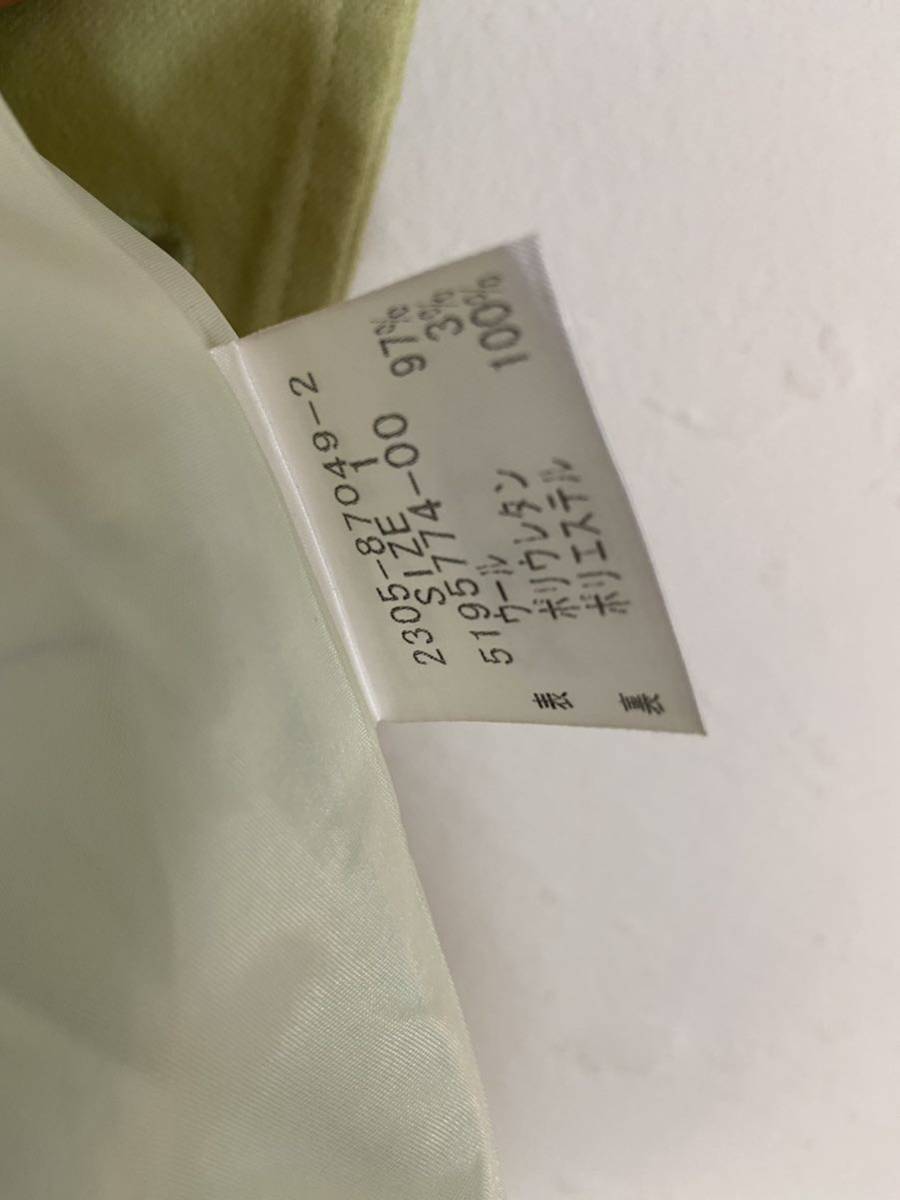 2305-87049-2
SIZE 1
5195774-00
表 ウール 97%
ポリウレタン 3%
裏 ポリエステル 100%